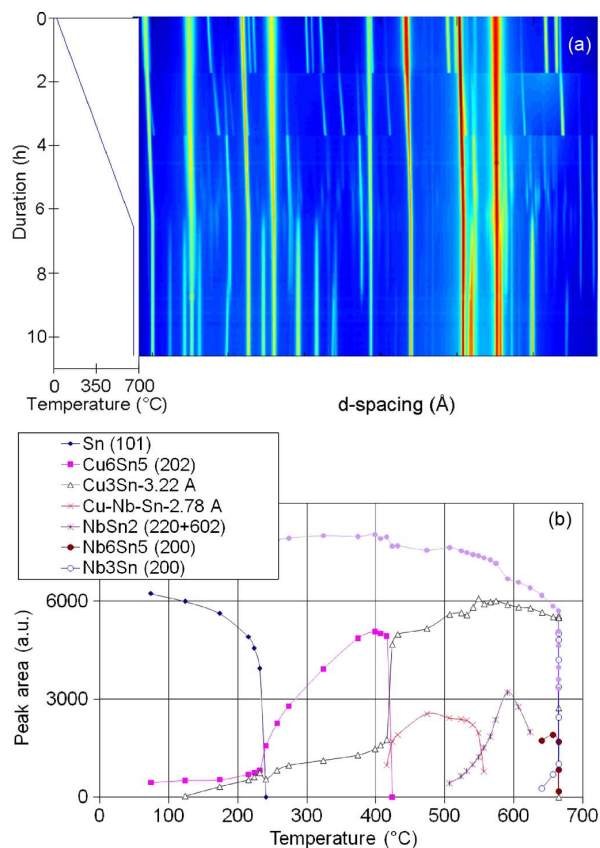 0
(a)
2
4
6
8
10
Duration (h)
0 350 700
Temperature (°C)
d-spacing (Å)
Sn (101)
Cu6Sn5 (202)
Cu3Sn-3.22 A
Cu-Nb-Sn-2.78 A
NbSn2 (220+602)
Nb6Sn5 (200)
Nb3Sn (200)
(b)
6000
3000
0
Peak area (a.u.)
0 100 200 300 400 500 600 700
Temperature (°C)